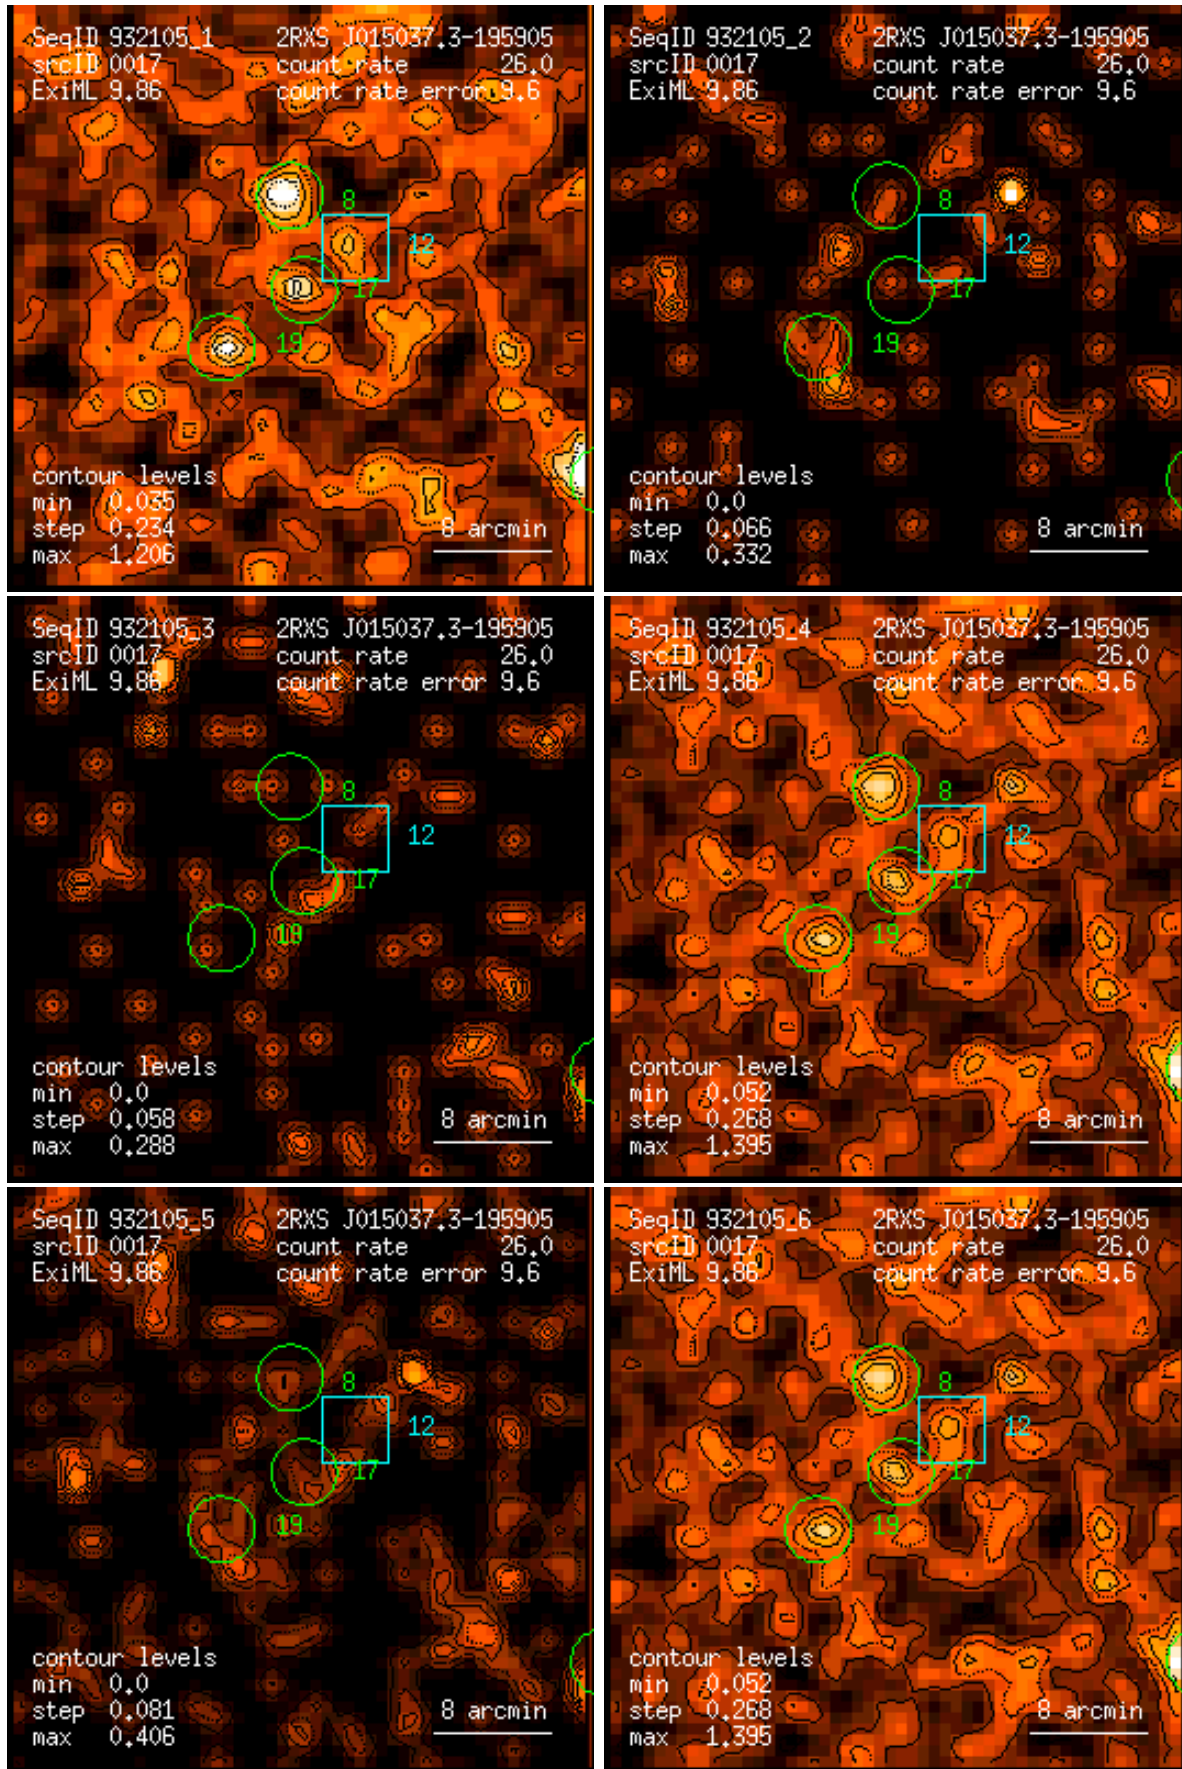 SeqID 932105_1 2RXS J015037.3-195905
srcID 0017 count rate 26.0
ExiML 9.86 count rate error 9.6
8
12
17
19
contour levels
min 0.035
step 0.234 8 arcmin
max 1.206
SeqID 932105_2 2RXS J015037.3-195905
srcID 0017 count rate 26.0
ExiML 9.86 count rate error 9.6
8
12
17
19
contour levels
min 0.0
step 0.066 8 arcmin
max 0.332
SeqID 932105_3 2RXS J015037.3-195905
srcID 0017 count rate 26.0
ExiML 9.86 count rate error 9.6
8
12
17
19
contour levels
min 0.0
step 0.058 8 arcmin
max 0.288
SeqID 932105_4 2RXS J015037.3-195905
srcID 0017 count rate 26.0
ExiML 9.86 count rate error 9.6
8
12
17
19
contour levels
min 0.052
step 0.268 8 arcmin
max 1.395
SeqID 932105_5 2RXS J015037.3-195905
srcID 0017 count rate 26.0
ExiML 9.86 count rate error 9.6
8
12
17
19
contour levels
min 0.0
step 0.081 8 arcmin
max 0.406
SeqID 932105_6 2RXS J015037.3-195905
srcID 0017 count rate 26.0
ExiML 9.86 count rate error 9.6
8
12
17
19
contour levels
min 0.052
step 0.268 8 arcmin
max 1.395